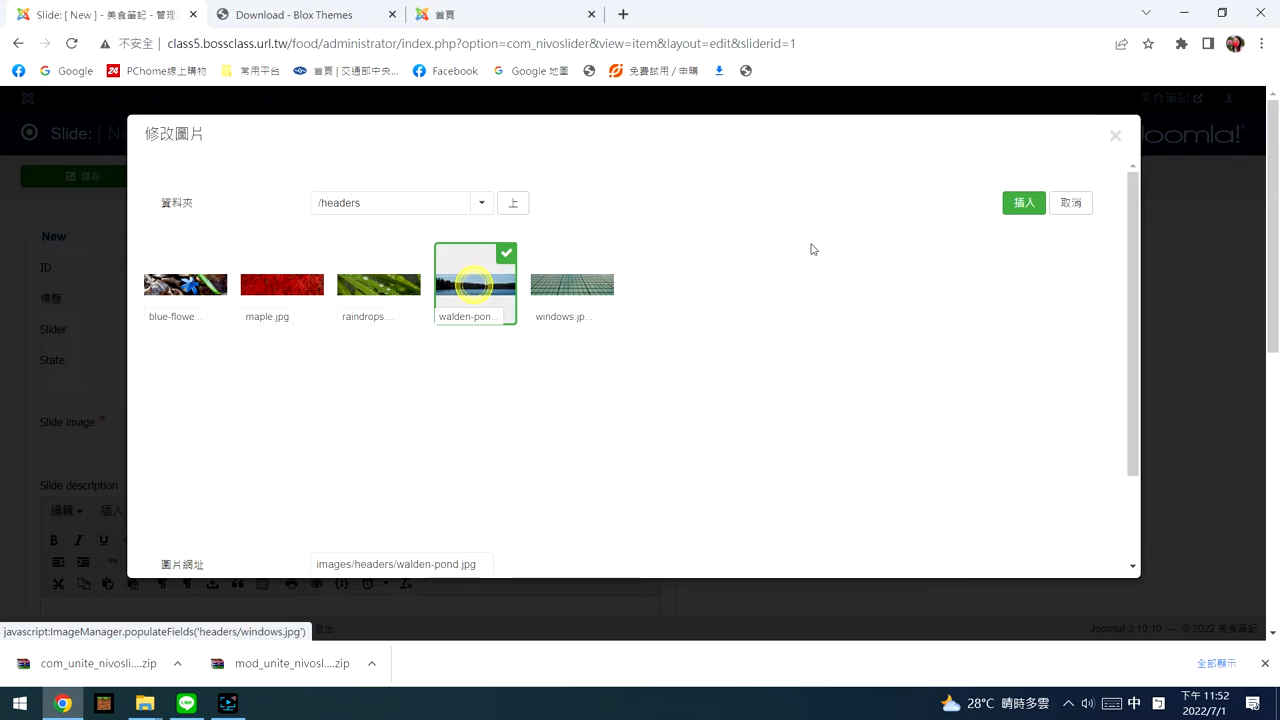 Slide: [ New ] - 美食筆記 - 管理
Download - Blox Themes
首頁
不安全
class5.bossclass.url.tw/food/administrator/index.php?option=com_nivoslider&view=item&layout=edit&sliderid=1
Google
PChome線上購物
常用平台
首頁 | 交通部中央...
Facebook
Google 地圖
免費試用 / 申購
美食筆記
Slide: [ Ne
Joomla!®
儲存
修改圖片
資料夾
/headers
上
插入
取消
blue-flowe...
maple.jpg
raindrops....
walden-pon...
windows.jp...
New
ID
標題
Slider
State
Slide image *
Slide description
編輯
插入
B I U
圖片網址
images/headers/walden-pond.jpg
javascript:ImageManager.populateFields('headers/windows.jpg')
登出
Joomla! 3.10.10 — © 2022 美食筆記
com_unite_nivosli....zip
mod_unite_nivosl....zip
全部顯示
28°C 晴時多雲
中
下午 11:52
2022/7/1